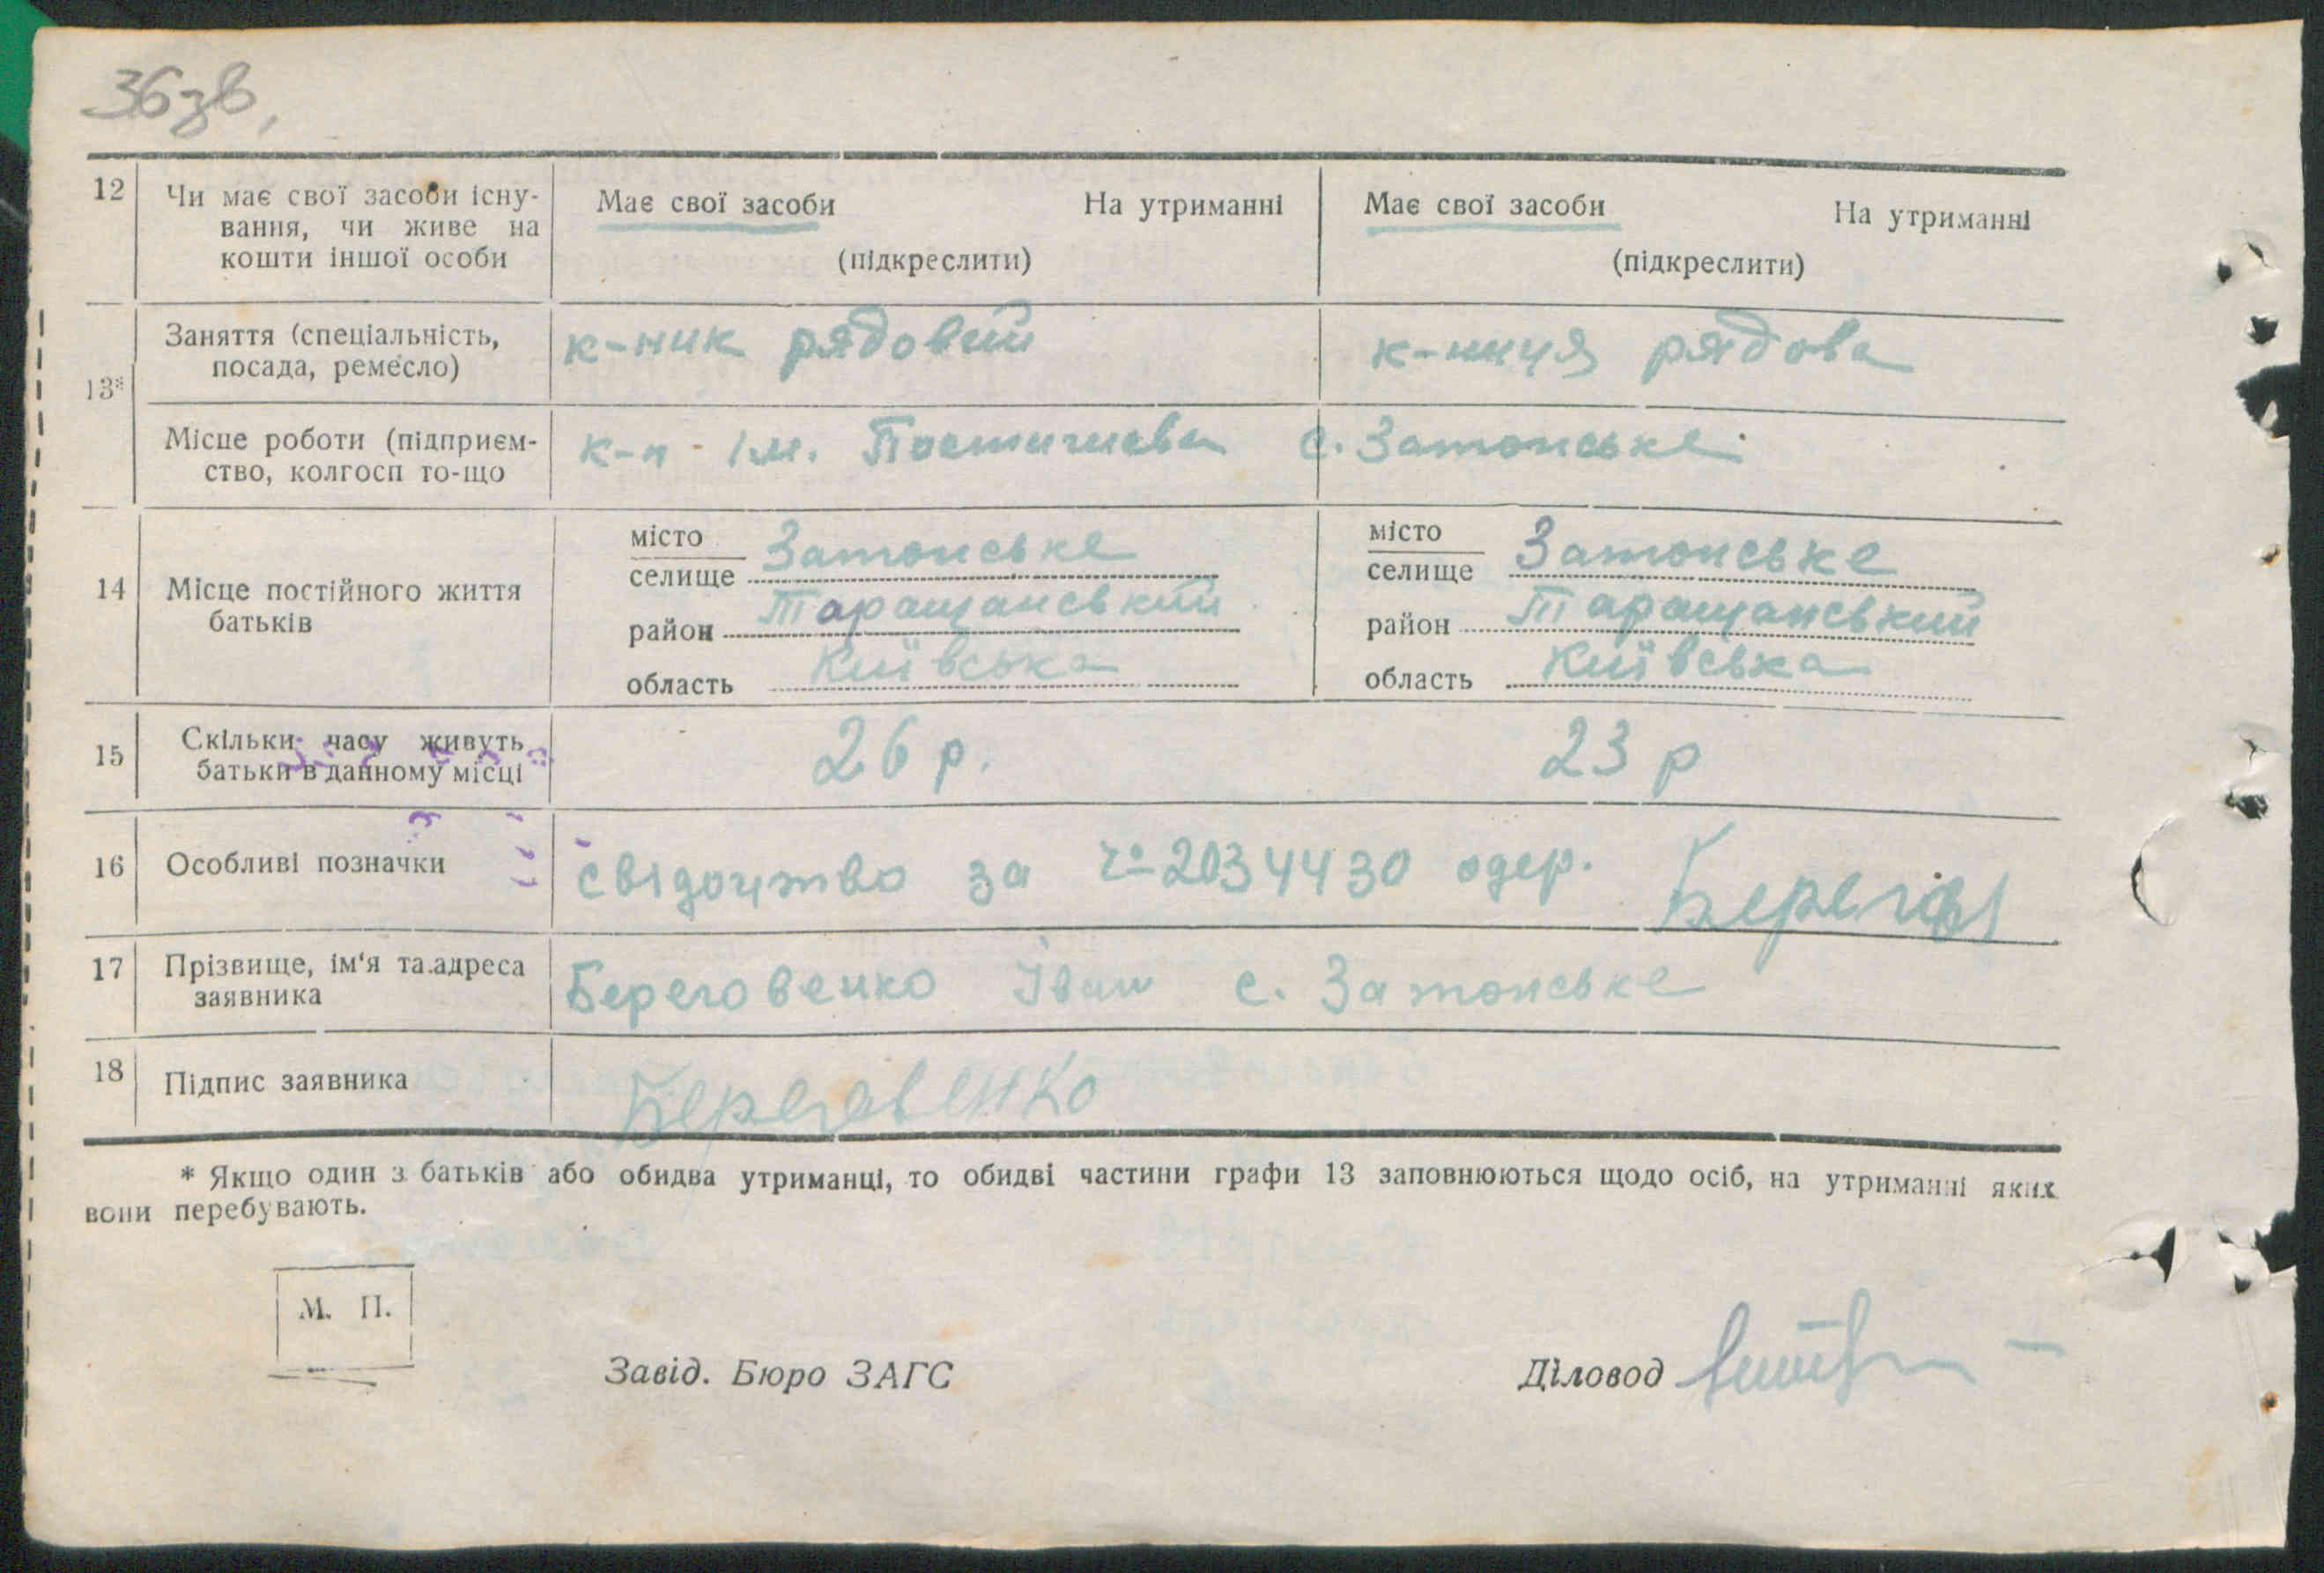 36зв,
12 Чи має свої засоби існу-
вання, чи живе на
кошти іншої особи
Має свої засоби На утриманні
(підкреслити)
Має свої засоби На утриманні
(підкреслити)
13*
Заняття (спеціальність,
посада, ремесло)
к-ник рядовий
к-ниця рядова
Місце роботи (підприєм-
ство, колгосп то-що
к-п ім. Постишева с. Затонське
14 Місце постійного життя
батьків
місто
селище Затонське
район Таращанський
область Київська
місто
селище Затонське
район Таращанський
область Київська
15 Скільки часу живуть
батьки в данному місці
26 р.
23 р
16 Особливі позначки
свідоцтво за №2034430 одер.
17 Прізвище, ім'я та адреса
заявника
Береговенко Іван с. Затонське
18 Підпис заявника
Береговенко
* Якщо один з батьків або обидва утриманці, то обидві частини графи 13 заповнюються щодо осіб, на утриманні яких
вони перебувають.
М. П.
Завід. Бюро ЗАГС
Діловод